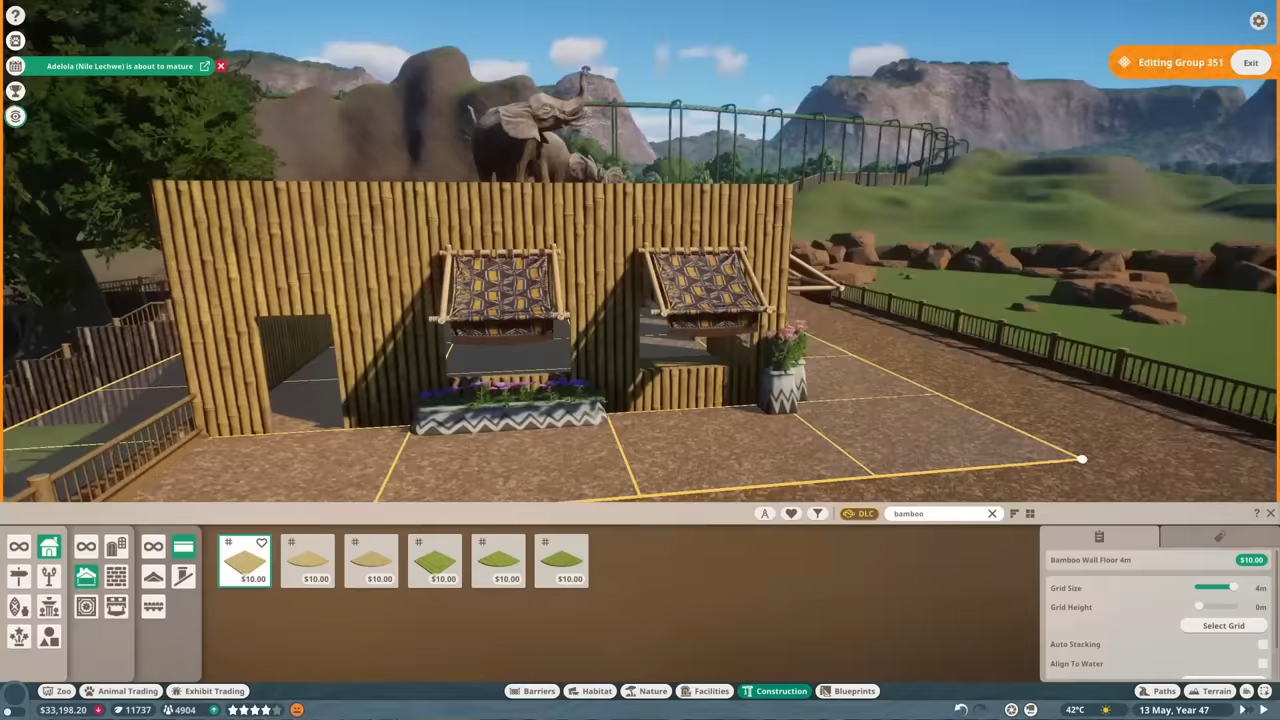 ?
Adelola (Nile Lechwe) is about to mature
Editing Group 351
Exit
DLC
bamboo
?
$10.00
$10.00
$10.00
$10.00
$10.00
$10.00
Bamboo Wall Floor 4m
$10.00
Grid Size
4m
Grid Height
0m
Select Grid
Auto Stacking
Align To Water
Zoo
Animal Trading
Exhibit Trading
Barriers
Habitat
Nature
Facilities
Construction
Blueprints
Paths
Terrain
$33,198.20
11737
4904
42°C
13 May, Year 47